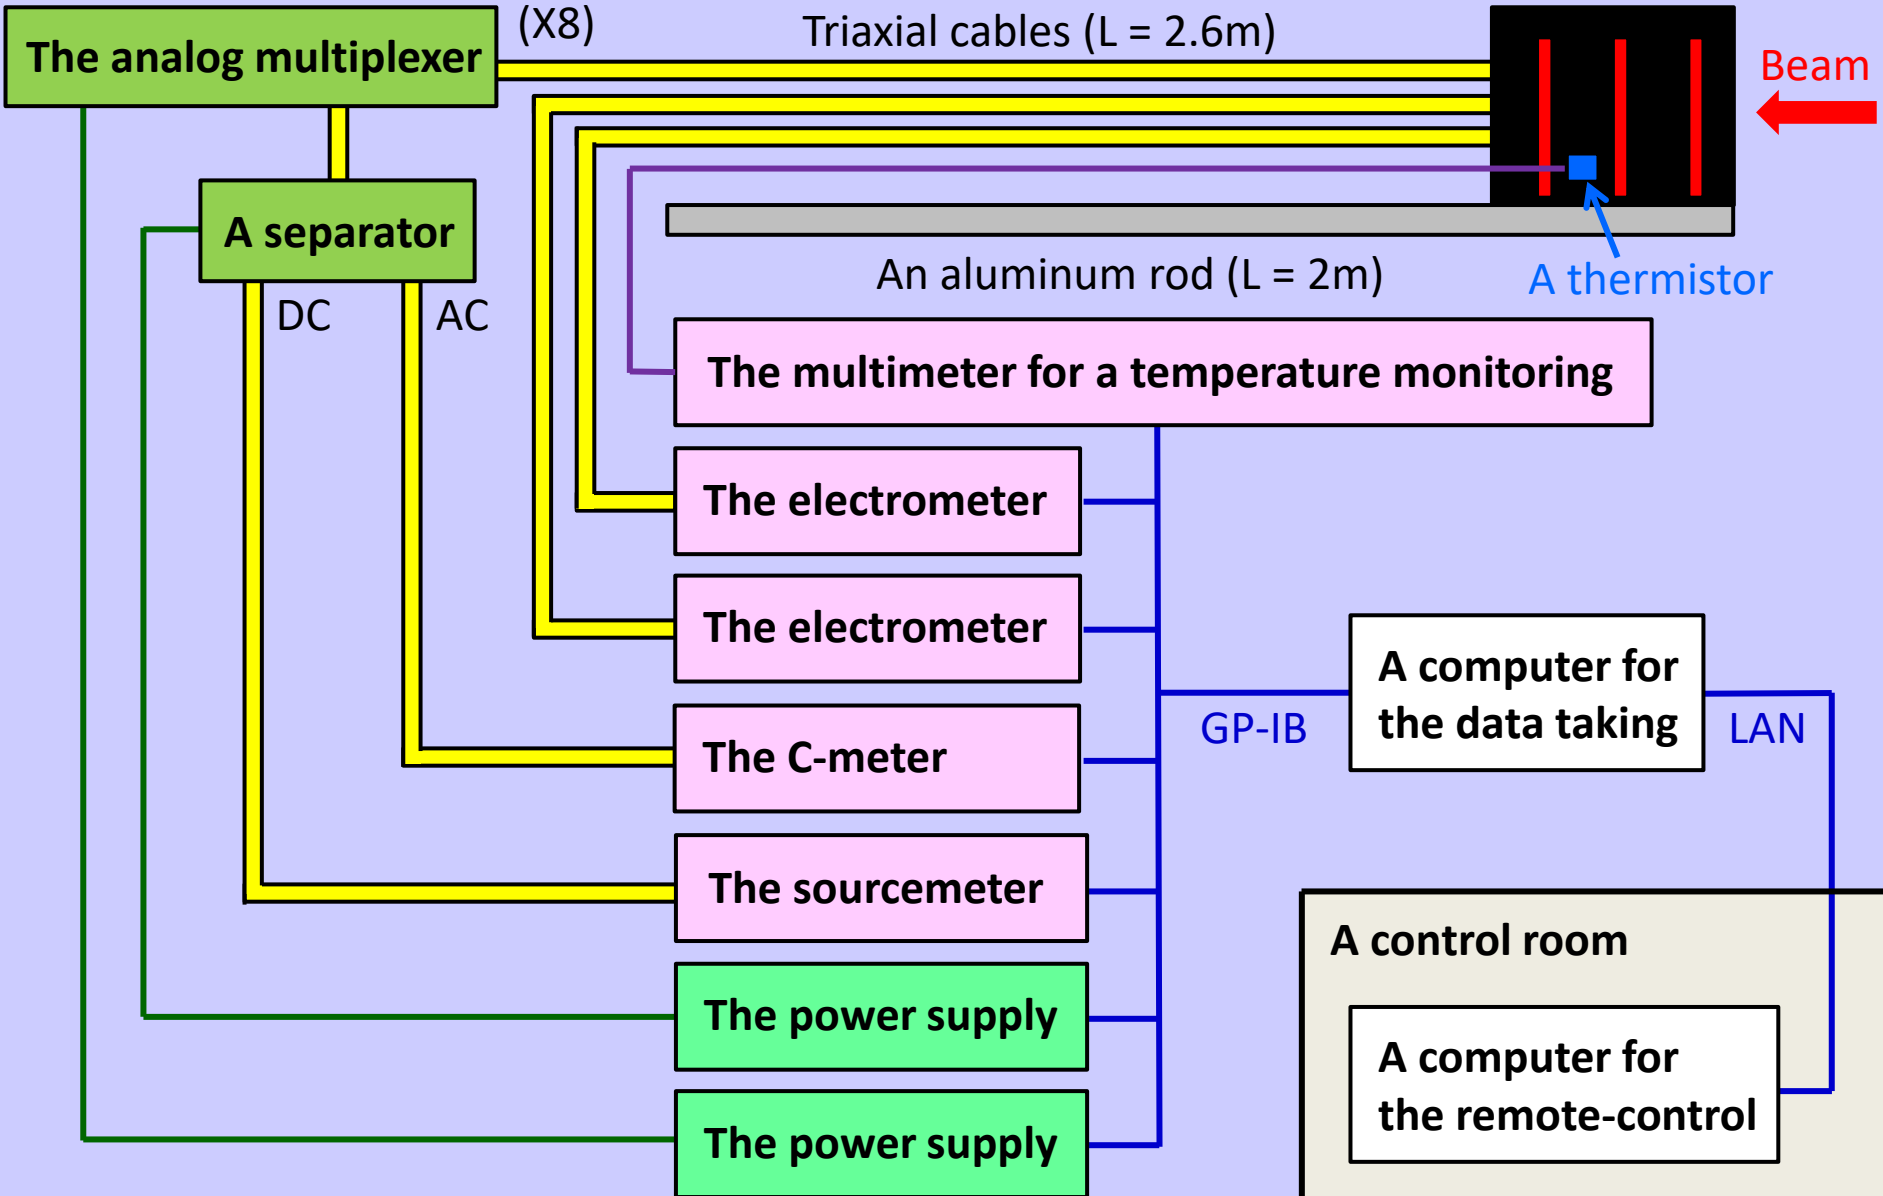 The analog multiplexer
(X8)
Triaxial cables (L = 2.6m)
Beam
A separator
An aluminum rod (L = 2m)
A thermistor
DC
AC
The multimeter for a temperature monitoring
The electrometer
The electrometer
A computer for
the data taking
GP-IB
LAN
The C-meter
The sourcemeter
A control room
The power supply
A computer for
the remote-control
The power supply